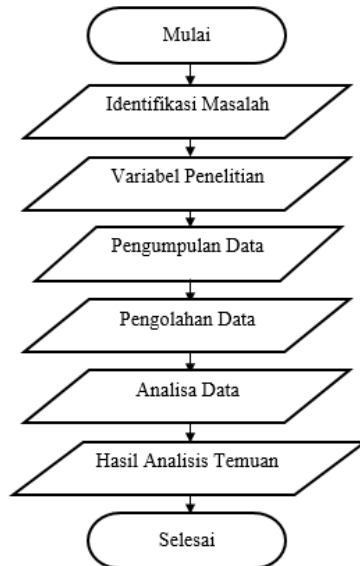 Mulai
Identifikasi Masalah
Variabel Penelitian
Pengumpulan Data
Pengolahan Data
Analisa Data
Hasil Analisis Temuan
Selesai